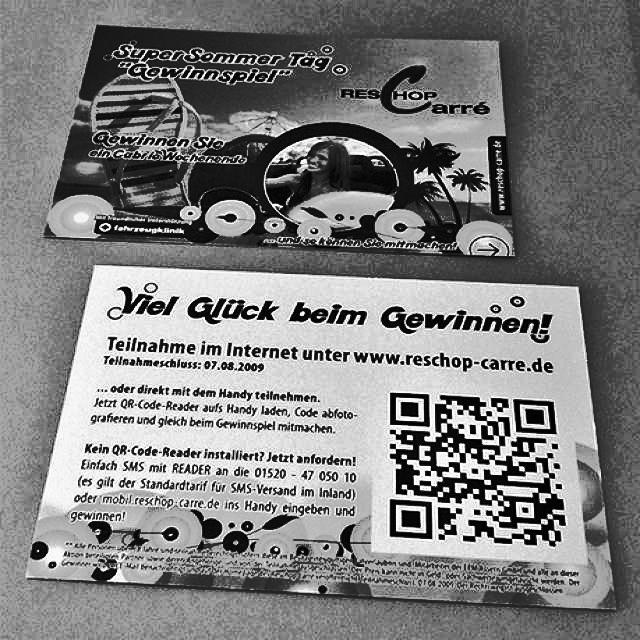 SuperSommer Tag
"Gewinnspiel"
RESCHOP
Carré
Gewinnen Sie
ein Cabrio Wochenende
www.reschop-carre.de
Mit freundlicher Unterstützung
fahrzeugklinik
... und so können Sie mitmachen!
Viel Glück beim Gewinnen!
Teilnahme im Internet unter www.reschop-carre.de
Teilnahmeschluss: 07.08.2009
... oder direkt mit dem Handy teilnehmen.
Jetzt QR-Code-Reader aufs Handy laden, Code abfoto-
grafieren und gleich beim Gewinnspiel mitmachen.
Kein QR-Code-Reader installiert? Jetzt anfordern!
Einfach SMS mit READER an die 01520 - 47 050 10
(es gilt der Standardtarif für SMS-Versand im Inland)
oder mobil.reschop-carre.de ins Handy eingeben und
gewinnen!